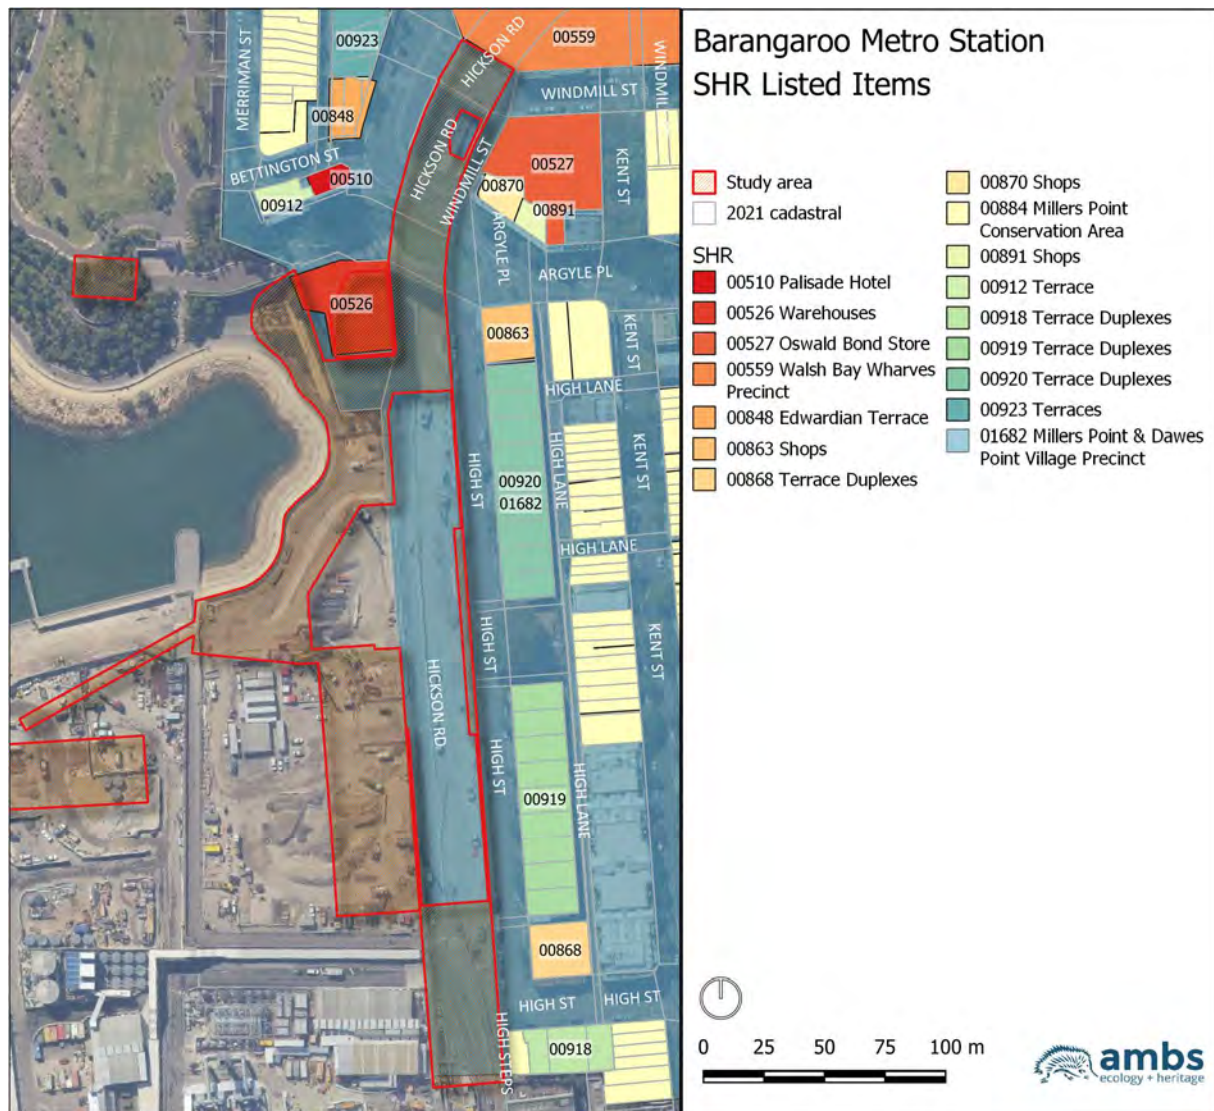 Barangaroo Metro Station
SHR Listed Items
Study area
2021 cadastral
SHR
00510 Palisade Hotel
00526 Warehouses
00527 Oswald Bond Store
00559 Walsh Bay Wharves
Precinct
00848 Edwardian Terrace
00863 Shops
00868 Terrace Duplexes
00870 Shops
00884 Millers Point
Conservation Area
00891 Shops
00912 Terrace
00918 Terrace Duplexes
00919 Terrace Duplexes
00920 Terrace Duplexes
00923 Terraces
01682 Millers Point & Dawes
Point Village Precinct
0 25 50 75 100 m
ambs
ecology + heritage
MERRIMAN ST
00923
HICKSON RD
00559
WINDMILL
WINDMILL ST
00848
HICKSON RD
BETTINGTON ST
00510
00912
WINDMILL ST
00527
KENT ST
00870
00891
ARGYLE PL
ARGYLE PL
00526
00863
KENT ST
HIGH LANE
HIGH ST
00920
01682
HIGH LANE
KENT ST
HIGH LANE
HIGH ST
KENT ST
HICKSON RD
HIGH ST
00919
HIGH LANE
00868
HIGH ST
HIGH ST
HIGH STEPS
00918